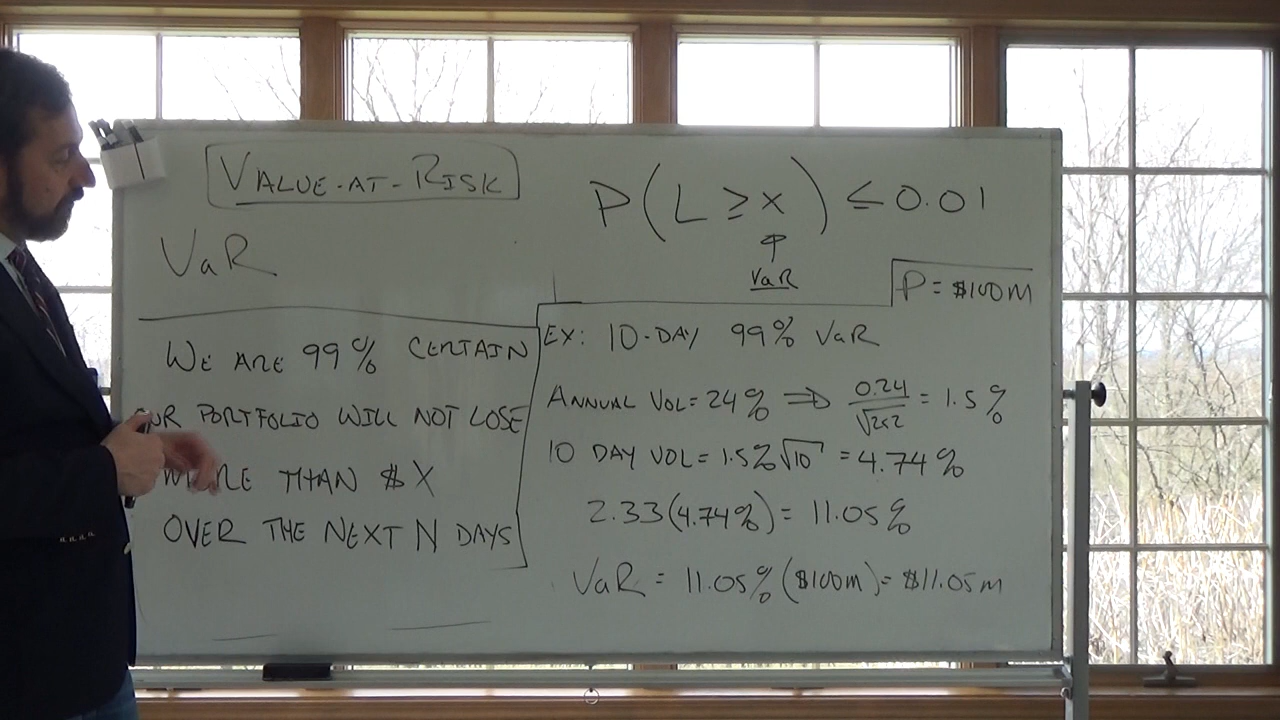 VALUE-AT-RISK
VaR
P(L ≥ x) ≤ 0.01
VaR
P = $100M
WE ARE 99% CERTAIN
OUR PORTFOLIO WILL NOT LOSE
MORE THAN $ X
OVER THE NEXT N DAYS
EX: 10-DAY 99% VaR
ANNUAL VOL = 24% ⇒ 0.24/√252 = 1.5%
10 DAY VOL = 1.5%√10 = 4.74%
2.33(4.74%) = 11.05%
VaR = 11.05%($100M) = $11.05M